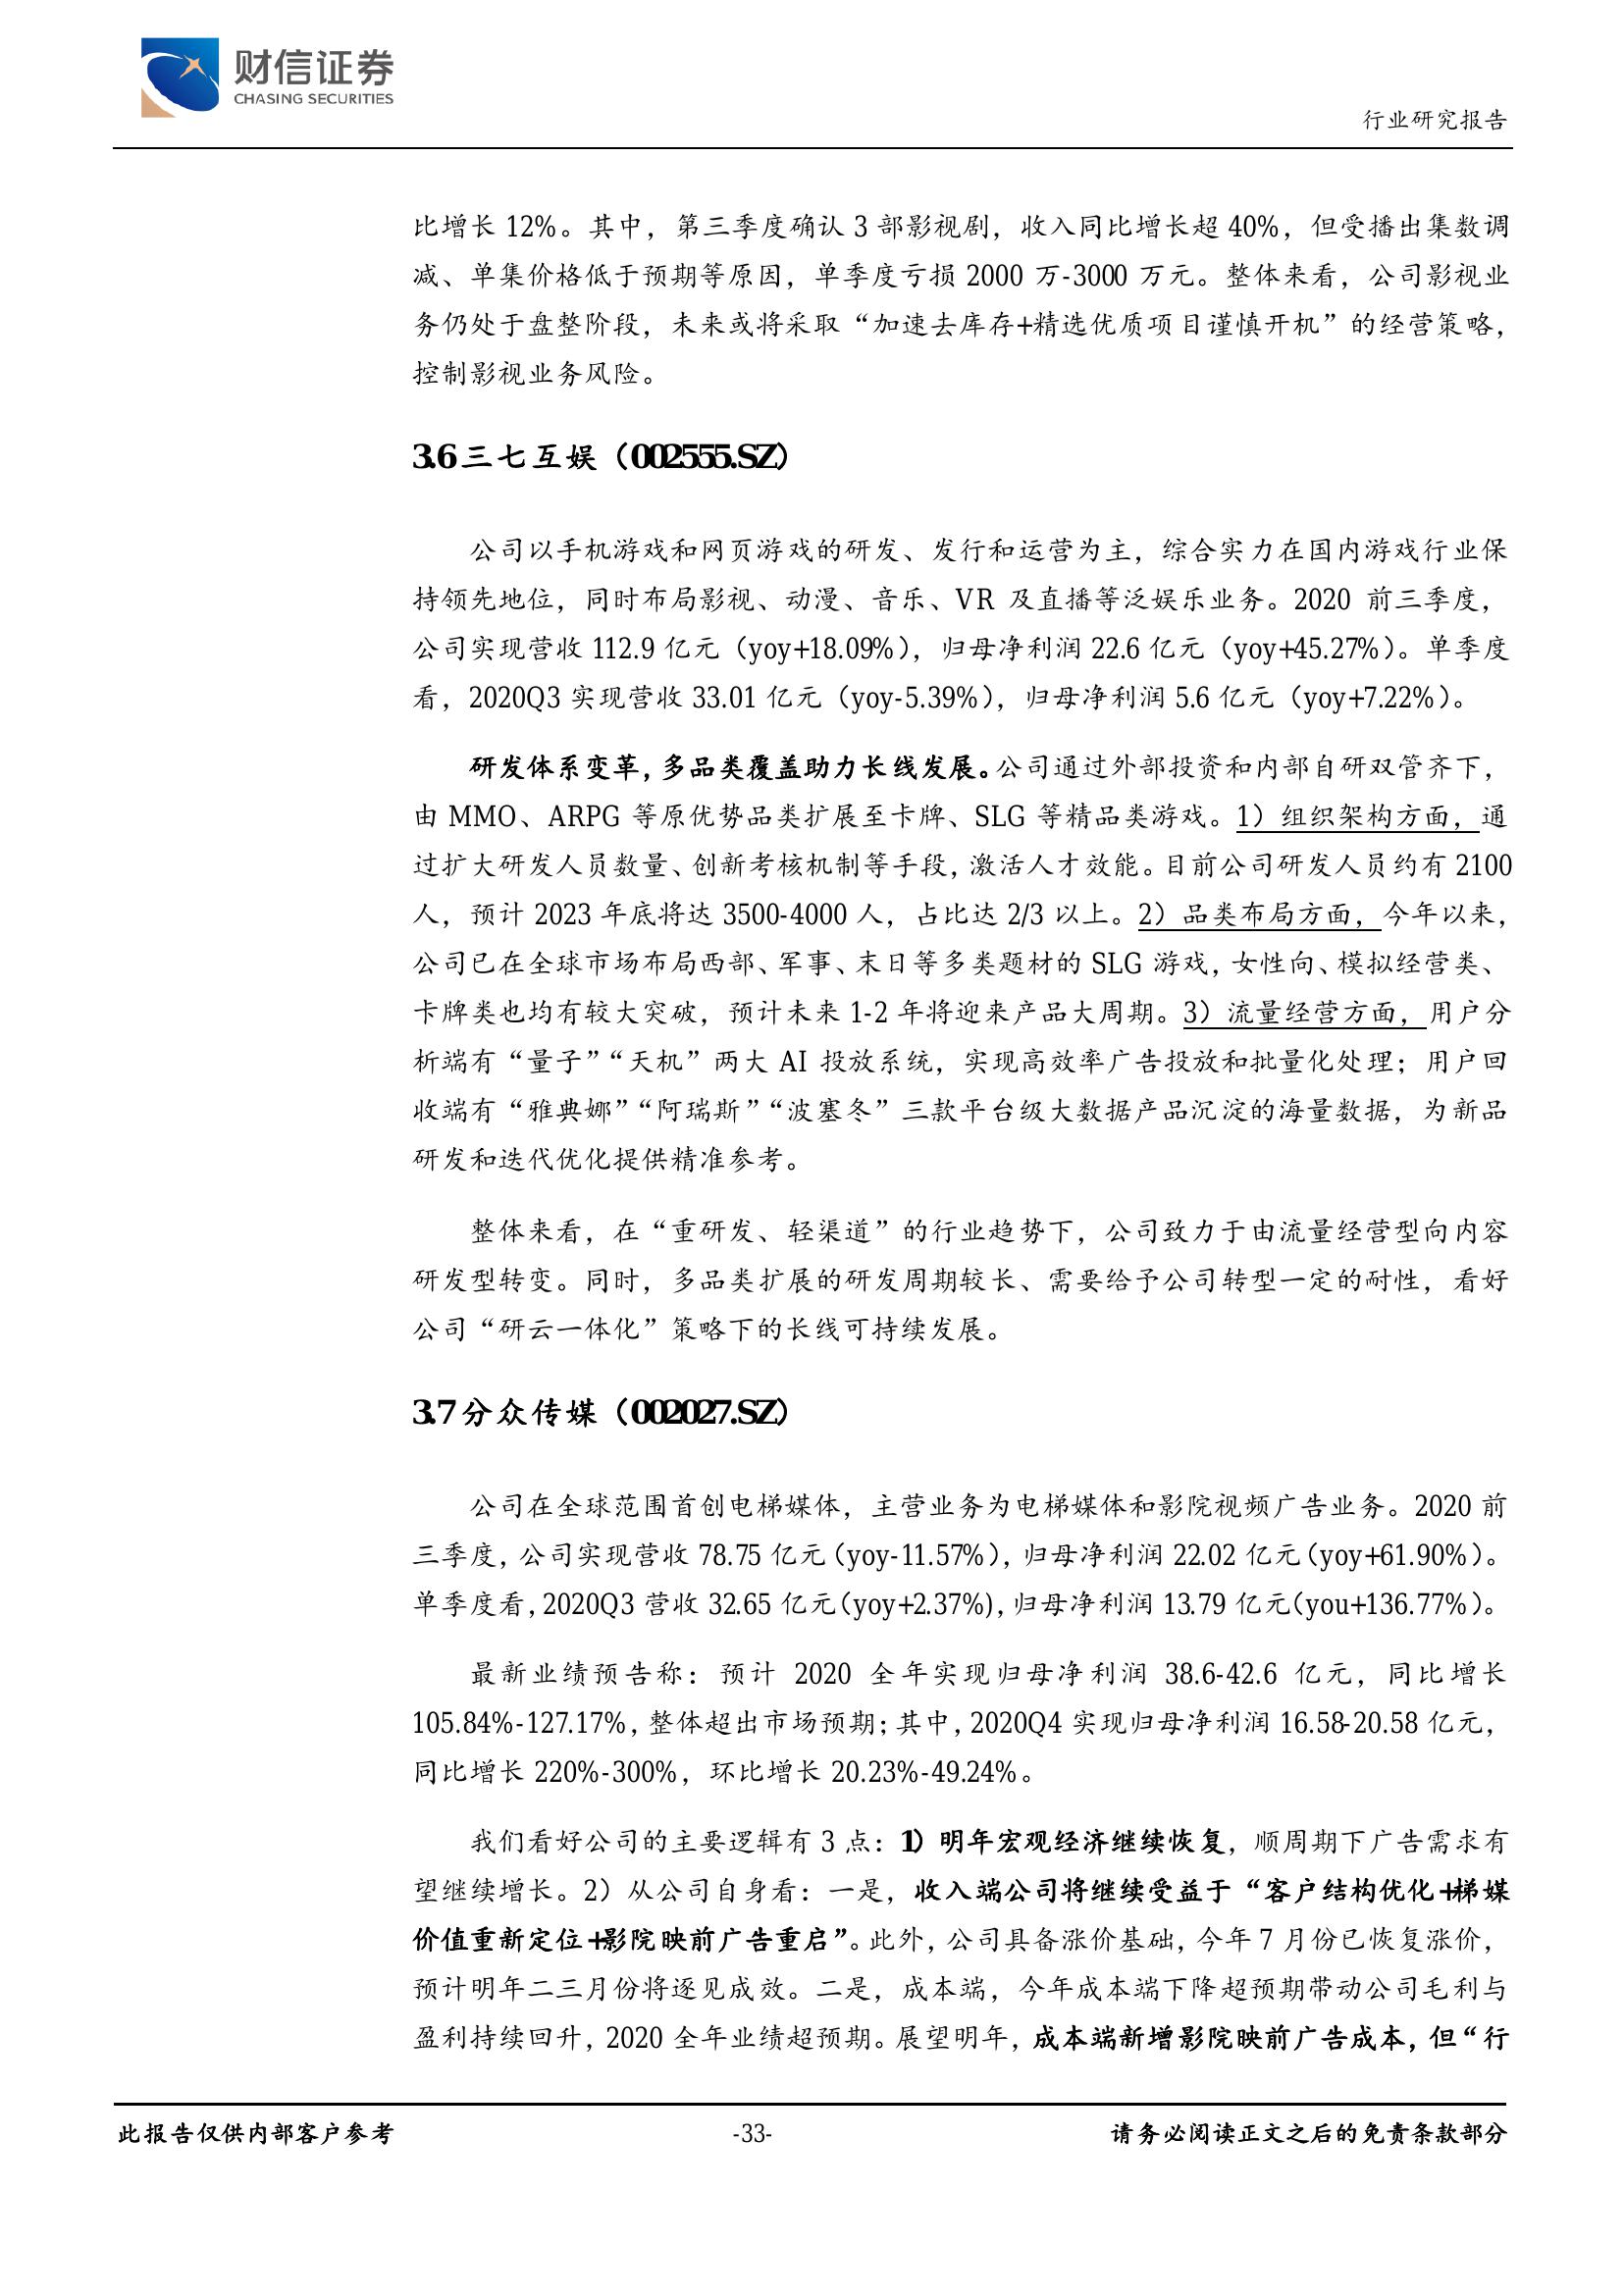 财信证券
CHASING SECURITIES
行业研究报告
比增长 12%。其中，第三季度确认 3 部影视剧，收入同比增长超 40%，但受播出集数调
减、单集价格低于预期等原因，单季度亏损 2000 万-3000 万元。整体来看，公司影视业
务仍处于盘整阶段，未来或将采取“加速去库存+精选优质项目谨慎开机”的经营策略，
控制影视业务风险。
3.6 三七互娱（002555.SZ）
公司以手机游戏和网页游戏的研发、发行和运营为主，综合实力在国内游戏行业保
持领先地位，同时布局影视、动漫、音乐、VR 及直播等泛娱乐业务。2020 前三季度，
公司实现营收 112.9 亿元（yoy+18.09%），归母净利润 22.6 亿元（yoy+45.27%）。单季度
看，2020Q3 实现营收 33.01 亿元（yoy-5.39%），归母净利润 5.6 亿元（yoy+7.22%）。
研发体系变革，多品类覆盖助力长线发展。公司通过外部投资和内部自研双管齐下，
由 MMO、ARPG 等原优势品类扩展至卡牌、SLG 等精品类游戏。1）组织架构方面，通
过扩大研发人员数量、创新考核机制等手段，激活人才效能。目前公司研发人员约有 2100
人，预计 2023 年底将达 3500-4000 人，占比达 2/3 以上。2）品类布局方面，今年以来，
公司已在全球市场布局西部、军事、末日等多类题材的 SLG 游戏，女性向、模拟经营类、
卡牌类也均有较大突破，预计未来 1-2 年将迎来产品大周期。3）流量经营方面，用户分
析端有“量子”“天机”两大 AI 投放系统，实现高效率广告投放和批量化处理；用户回
收端有“雅典娜”“阿瑞斯”“波塞冬”三款平台级大数据产品沉淀的海量数据，为新品
研发和迭代优化提供精准参考。
整体来看，在“重研发、轻渠道”的行业趋势下，公司致力于由流量经营型向内容
研发型转变。同时，多品类扩展的研发周期较长、需要给予公司转型一定的耐性，看好
公司“研云一体化”策略下的长线可持续发展。
3.7 分众传媒（002027.SZ）
公司在全球范围首创电梯媒体，主营业务为电梯媒体和影院视频广告业务。2020 前
三季度，公司实现营收 78.75 亿元（yoy-11.57%），归母净利润 22.02 亿元（yoy+61.90%）。
单季度看，2020Q3 营收 32.65 亿元（yoy+2.37%），归母净利润 13.79 亿元（you+136.77%）。
最新业绩预告称：预计 2020 全年实现归母净利润 38.6-42.6 亿元，同比增长
105.84%-127.17%，整体超出市场预期；其中，2020Q4 实现归母净利润 16.58-20.58 亿元，
同比增长 220%-300%，环比增长 20.23%-49.24%。
我们看好公司的主要逻辑有 3 点：1）明年宏观经济继续恢复，顺周期下广告需求有
望继续增长。2）从公司自身看：一是，收入端公司将继续受益于“客户结构优化+梯媒
价值重新定位+影院映前广告重启”。此外，公司具备涨价基础，今年 7 月份已恢复涨价，
预计明年二三月份将逐见成效。二是，成本端，今年成本端下降超预期带动公司毛利与
盈利持续回升，2020 全年业绩超预期。展望明年，成本端新增影院映前广告成本，但“行
此报告仅供内部客户参考
-33-
请务必阅读正文之后的免责条款部分